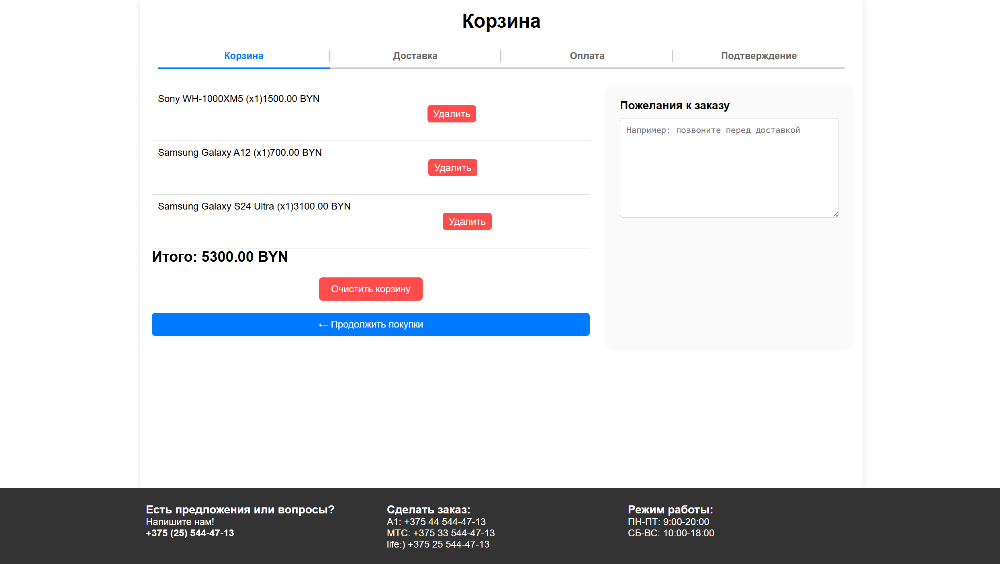 Корзина
Корзина
Доставка
Оплата
Подтверждение
Sony WH-1000XM5 (x1)1500.00 BYN
Удалить
Samsung Galaxy A12 (x1)700.00 BYN
Удалить
Samsung Galaxy S24 Ultra (x1)3100.00 BYN
Удалить
Итого: 5300.00 BYN
Очистить корзину
← Продолжить покупки
Пожелания к заказу
Например: позвоните перед доставкой
Есть предложения или вопросы?
Напишите нам!
+375 (25) 544-47-13
Сделать заказ:
A1: +375 44 544-47-13
МТС: +375 33 544-47-13
life:) +375 25 544-47-13
Режим работы:
ПН-ПТ: 9:00-20:00
СБ-ВС: 10:00-18:00